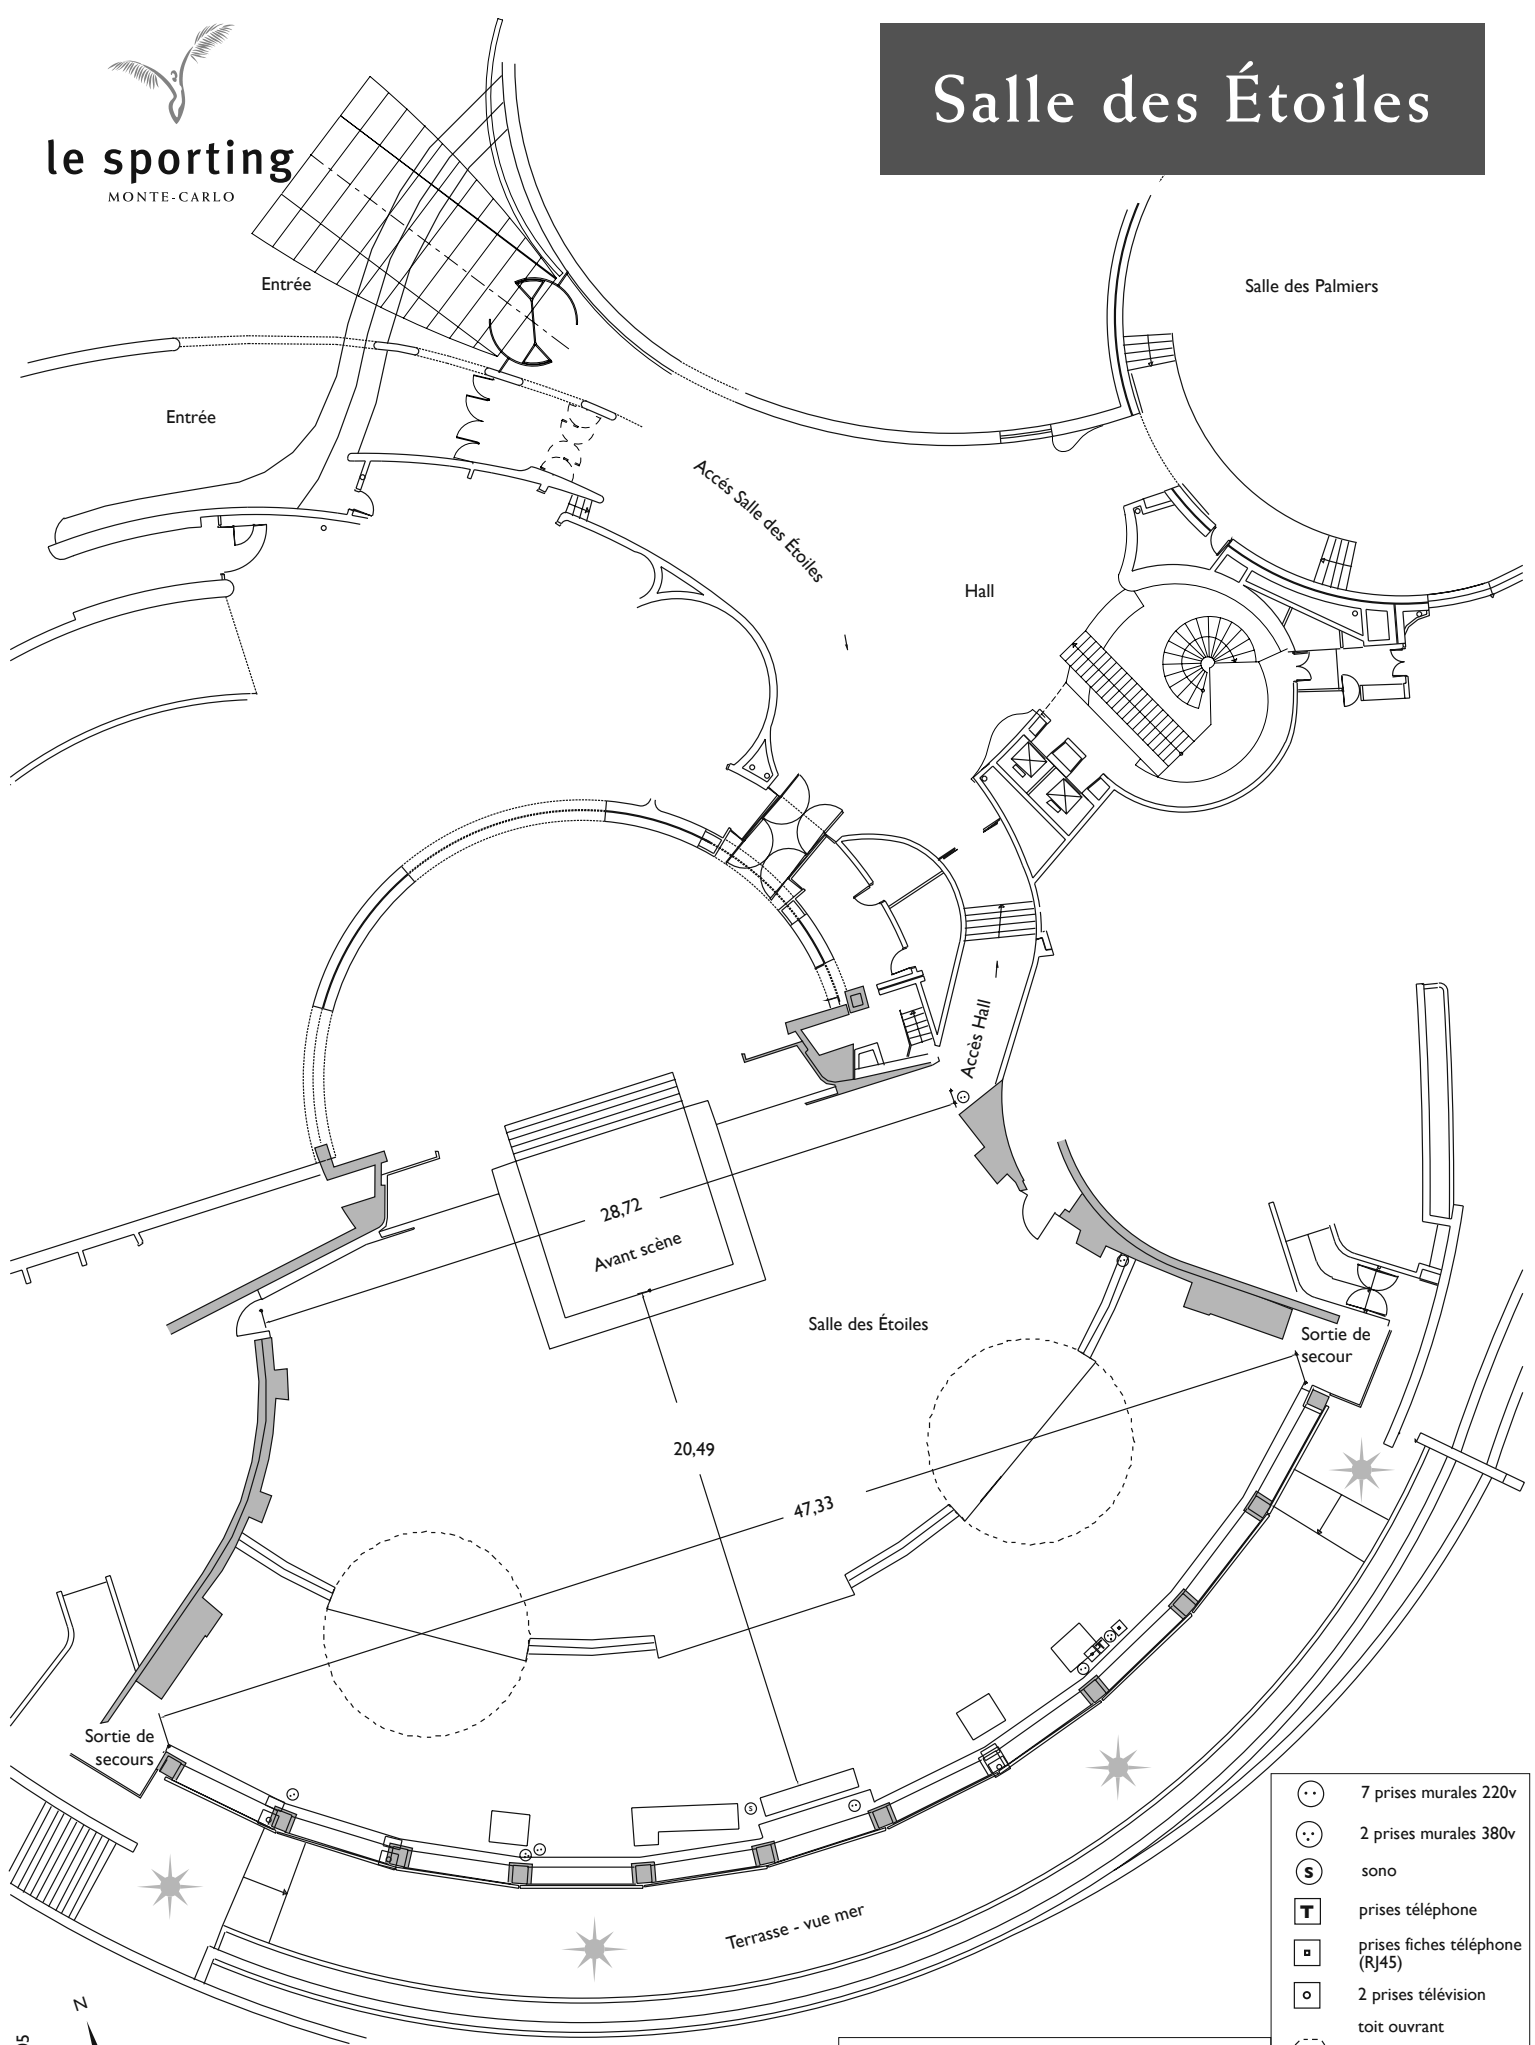 le sporting
MONTE-CARLO
Salle des Étoiles
Entrée
Salle des Palmiers
Entrée
Accés Salle des Étoiles
Hall
Accès Hall
28,72
Avant scène
Salle des Étoiles
Sortie de
secour
20,49
47,33
Sortie de
secours
S
Terrasse - vue mer
7 prises murales 220v
2 prises murales 380v
S
sono
T
prises téléphone
prises fiches téléphone
(RJ45)
2 prises télévision
toit ouvrant
N